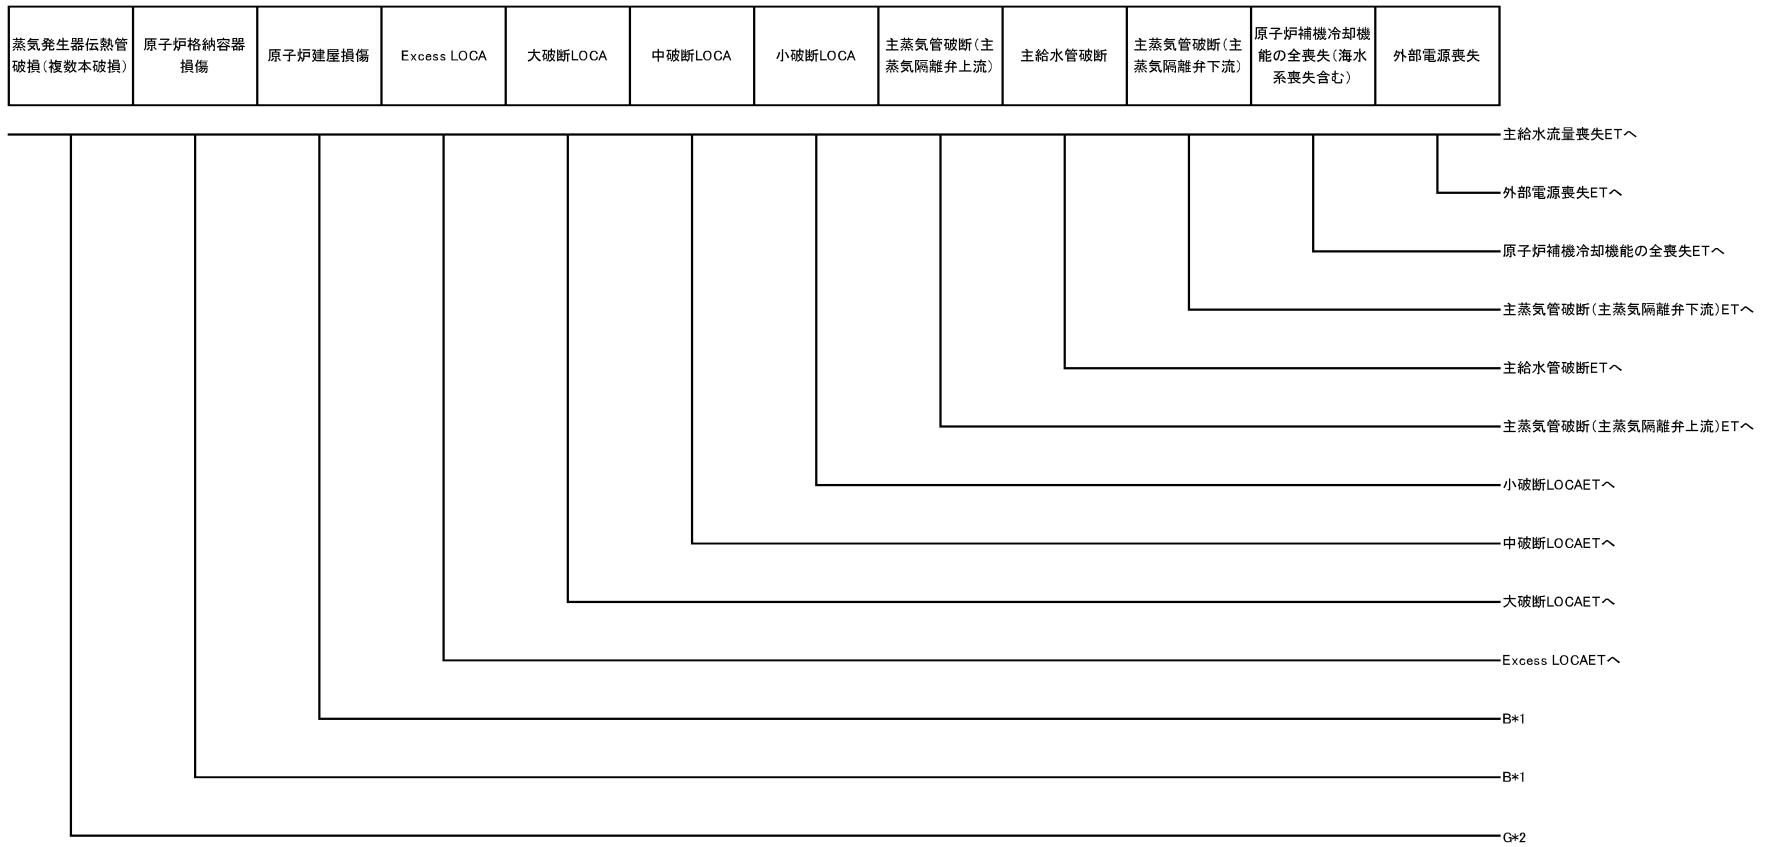 蒸気発生器伝熱管
破損(複数本破損)
原子炉格納容器
損傷
原子炉建屋損傷
Excess LOCA
大破断LOCA
中破断LOCA
小破断LOCA
主蒸気管破断(主
蒸気隔離弁上流)
主給水管破断
主蒸気管破断(主
蒸気隔離弁下流)
原子炉補機冷却機
能の全喪失(海水
系喪失含む)
外部電源喪失
主給水流量喪失ETへ
外部電源喪失ETへ
原子炉補機冷却機能の全喪失ETへ
主蒸気管破断(主蒸気隔離弁下流)ETへ
主給水管破断ETへ
主蒸気管破断(主蒸気隔離弁上流)ETへ
小破断LOCAETへ
中破断LOCAETへ
大破断LOCAETへ
Excess LOCAETへ
B*1
B*1
G*2